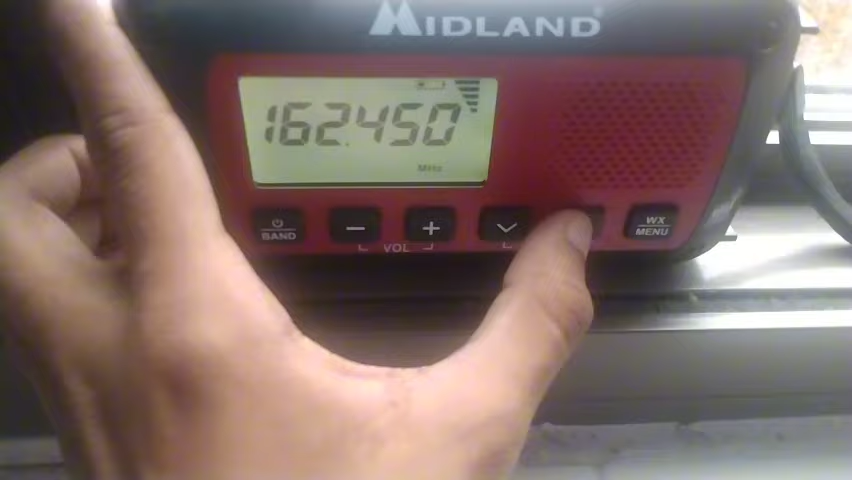 MIDLAND
162.450
MHz
BAND
VOL
WX
MENU